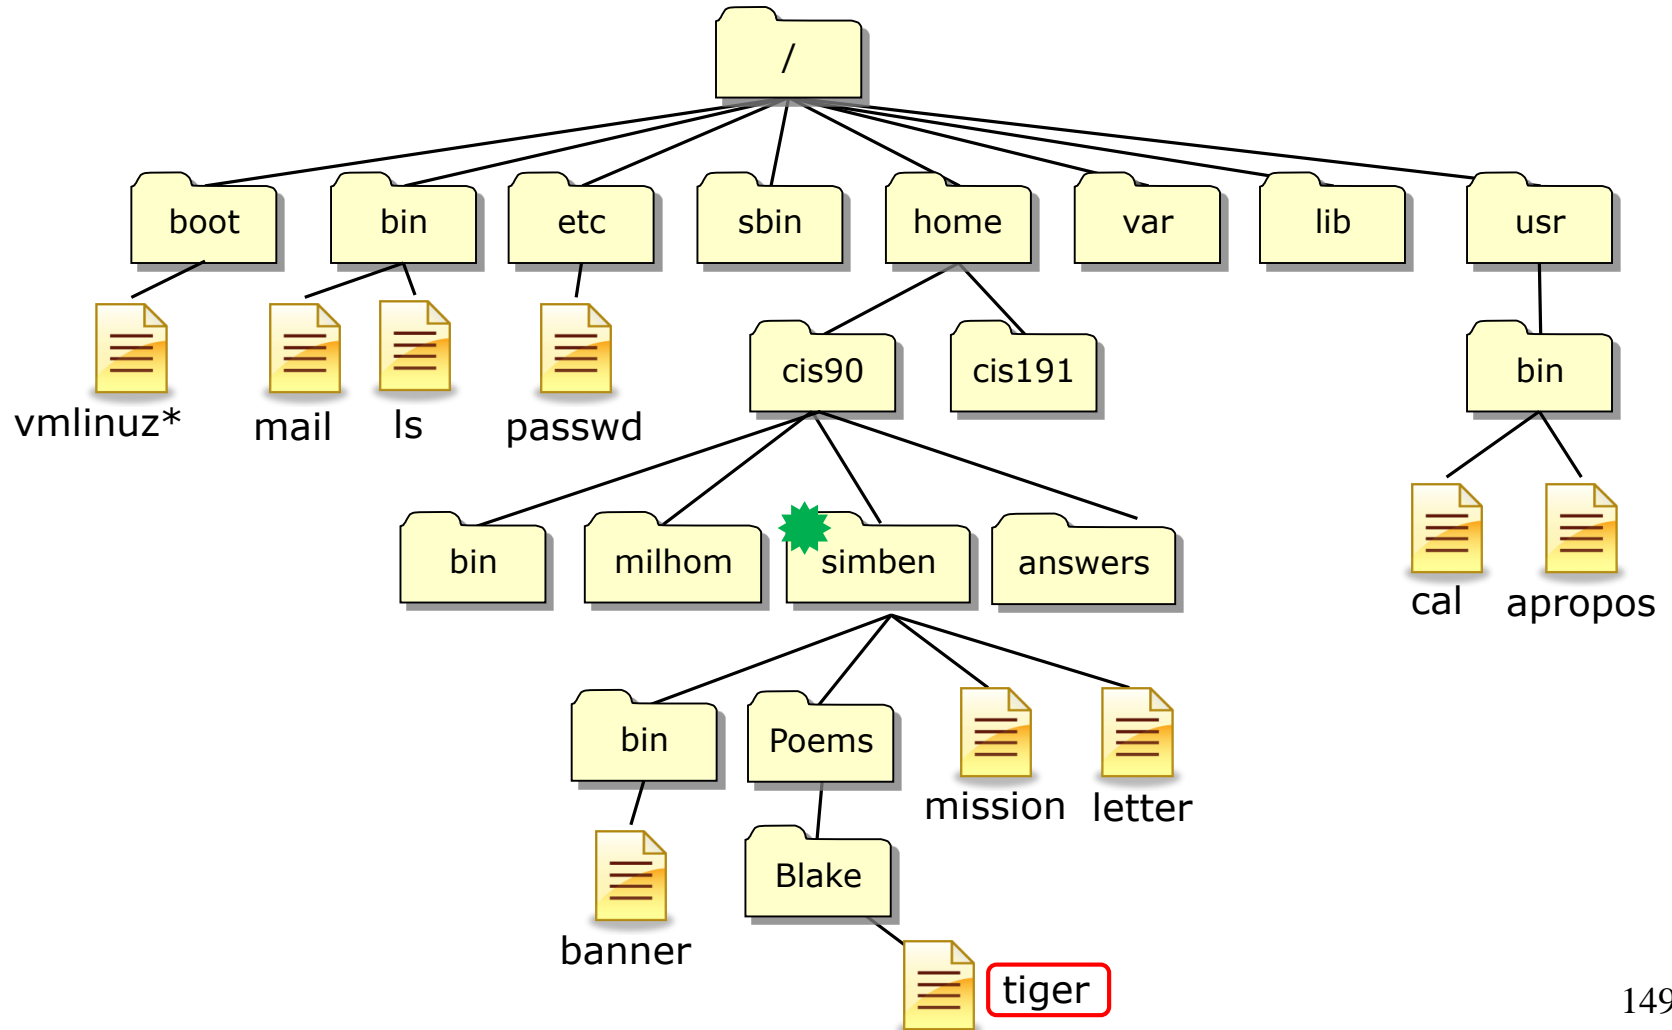 /
boot bin etc sbin home var lib usr
vmlinuz* mail ls passwd cis90 cis191 bin
bin milhom simben answers cal apropos
bin Poems mission letter
banner Blake
tiger
149